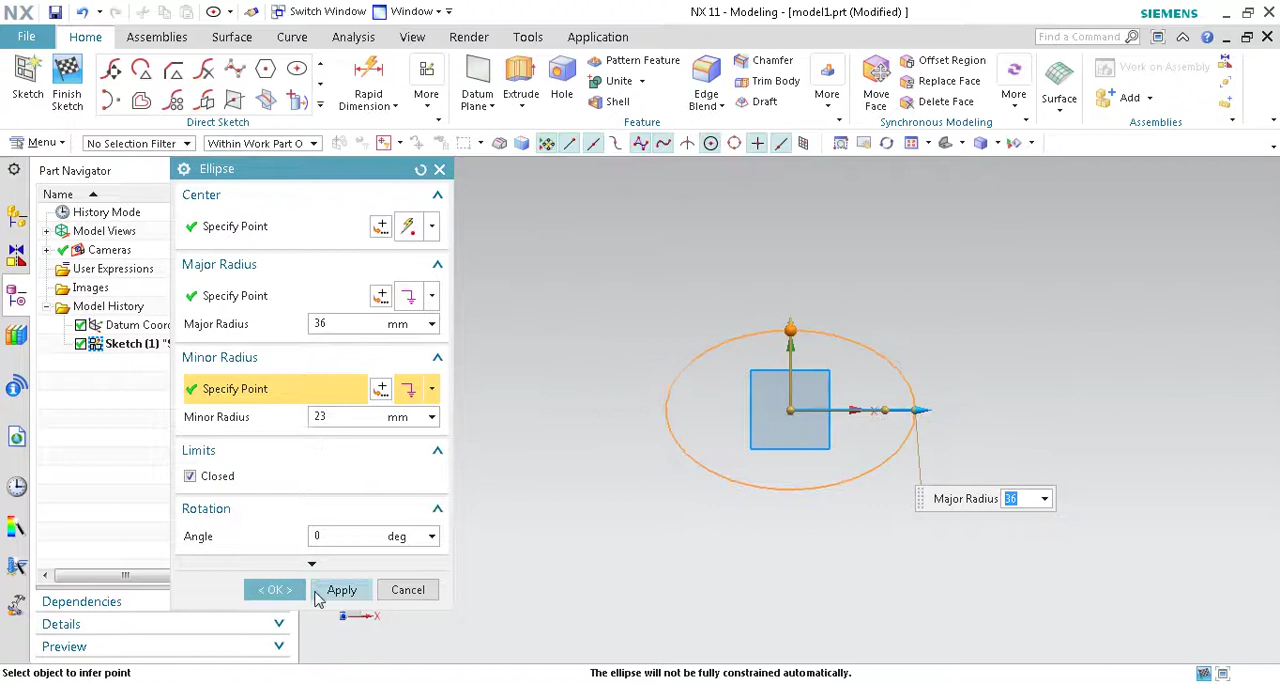 NX
Switch Window
Window
NX 11 - Modeling - [model1.prt (Modified) ]
SIEMENS
File
Home
Assemblies
Surface
Curve
Analysis
View
Render
Tools
Application
Find a Command
Sketch
Finish Sketch
Rapid Dimension
More
Direct Sketch
Datum Plane
Extrude
Hole
Pattern Feature
Unite
Shell
Edge Blend
Chamfer
Trim Body
Draft
More
Feature
Move Face
Offset Region
Replace Face
Delete Face
More
Synchronous Modeling
Surface
Work on Assembly
Add
Assemblies
Menu
No Selection Filter
Within Work Part O
Part Navigator
Name
History Mode
Model Views
Cameras
User Expressions
Images
Model History
Datum Coord
Sketch (1) "S
Dependencies
Details
Preview
Ellipse
Center
Specify Point
Major Radius
Specify Point
Major Radius 36 mm
Minor Radius
Specify Point
Minor Radius 23 mm
Limits
Closed
Rotation
Angle 0 deg
< OK >
Apply
Cancel
X
Major Radius 36
Select object to infer point
The ellipse will not be fully constrained automatically.